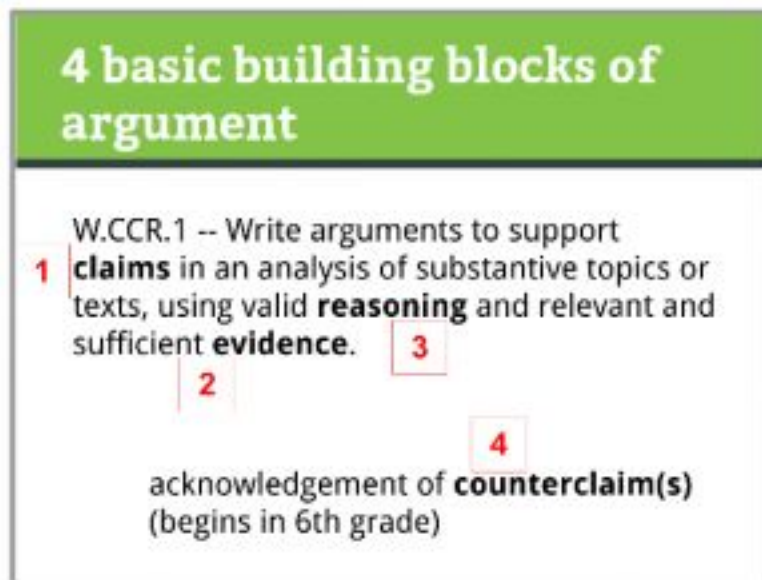 4 basic building blocks of
argument
W.CCR.1 -- Write arguments to support
1 claims in an analysis of substantive topics or
texts, using valid reasoning and relevant and
sufficient evidence. 3
2
4
acknowledgement of counterclaim(s)
(begins in 6th grade)